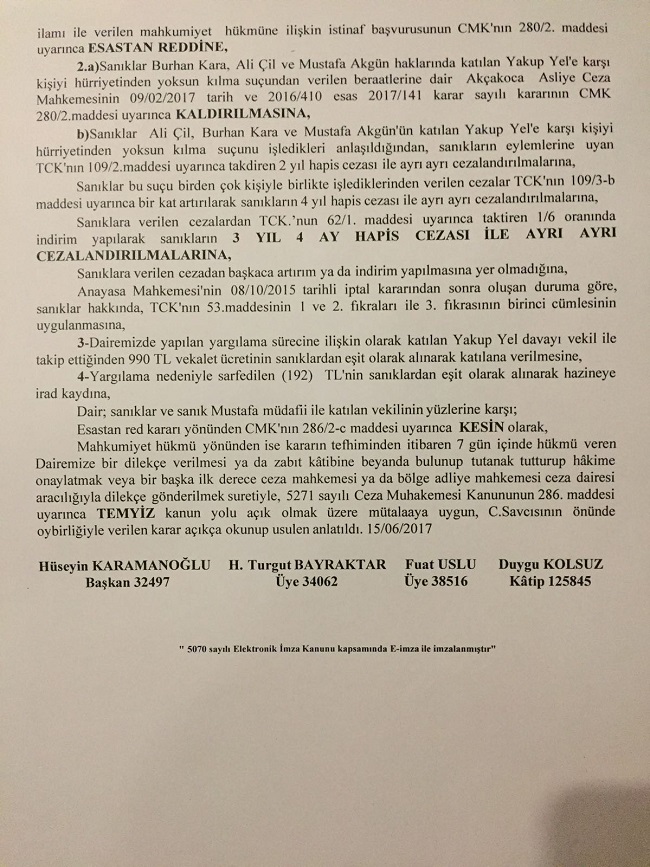 ilamı ile verilen mahkumiyet hükmüne ilişkin istinaf başvurusunun CMK'nın 280/2. maddesi
uyarınca ESASTAN REDDİNE,
2.a)Sanıklar Burhan Kara, Ali Çil ve Mustafa Akgün haklarında katılan Yakup Yel'e karşı
kişiyi hürriyetinden yoksun kılma suçundan verilen beraatlerine dair Akçakoca Asliye Ceza
Mahkemesinin 09/02/2017 tarih ve 2016/410 esas 2017/141 karar sayılı kararının CMK
280/2.maddesi uyarınca KALDIRILMASINA,
b)Sanıklar Ali Çil, Burhan Kara ve Mustafa Akgün'ün katılan Yakup Yel'e karşı kişiyi
hürriyetinden yoksun kılma suçunu işledikleri anlaşıldığından, sanıkların eylemlerine uyan
TCK'nın 109/2.maddesi uyarınca takdiren 2 yıl hapis cezası ile ayrı ayrı cezalandırılmalarına,
Sanıklar bu suçu birden çok kişiyle birlikte işlediklerinden verilen cezalar TCK'nın 109/3-b
maddesi uyarınca bir kat artırılarak sanıkların 4 yıl hapis cezası ile ayrı ayrı cezalandırılmalarına,
Sanıklara verilen cezalardan TCK.'nun 62/1. maddesi uyarınca taktiren 1/6 oranında
indirim yapılarak sanıkların 3 YIL 4 AY HAPİS CEZASI İLE AYRI AYRI
CEZALANDIRILMALARINA,
Sanıklara verilen cezadan başkaca artırım ya da indirim yapılmasına yer olmadığına,
Anayasa Mahkemesi'nin 08/10/2015 tarihli iptal kararından sonra oluşan duruma göre,
sanıklar hakkında, TCK'nın 53.maddesinin 1 ve 2. fıkraları ile 3. fıkrasının birinci cümlesinin
uygulanmasına,
3-Dairemizde yapılan yargılama sürecine ilişkin olarak katılan Yakup Yel davayı vekil ile
takip ettiğinden 990 TL vekalet ücretinin sanıklardan eşit olarak alınarak katılana verilmesine,
4-Yargılama nedeniyle sarfedilen (192) TL'nin sanıklardan eşit olarak alınarak hazineye
irad kaydına,
Dair; sanıklar ve sanık Mustafa müdafii ile katılan vekilinin yüzlerine karşı;
Esastan red kararı yönünden CMK'nın 286/2-c maddesi uyarınca KESİN olarak,
Mahkumiyet hükmü yönünden ise kararın tefhiminden itibaren 7 gün içinde hükmü veren
Dairemize bir dilekçe verilmesi ya da zabıt kâtibine beyanda bulunup tutanak tutturup hâkime
onaylatmak veya bir başka ilk derece ceza mahkemesi ya da bölge adliye mahkemesi ceza dairesi
aracılığıyla dilekçe gönderilmek suretiyle, 5271 sayılı Ceza Muhakemesi Kanununun 286. maddesi
uyarınca TEMYİZ kanun yolu açık olmak üzere mütalaaya uygun, C.Savcısının önünde
oybirliğiyle verilen karar açıkça okunup usulen anlatıldı. 15/06/2017
Hüseyin KARAMANOĞLU H. Turgut BAYRAKTAR Fuat USLU Duygu KOLSUZ
Başkan 32497 Üye 34062 Üye 38516 Kâtip 125845
" 5070 sayılı Elektronik İmza Kanunu kapsamında E-imza ile imzalanmıştır"